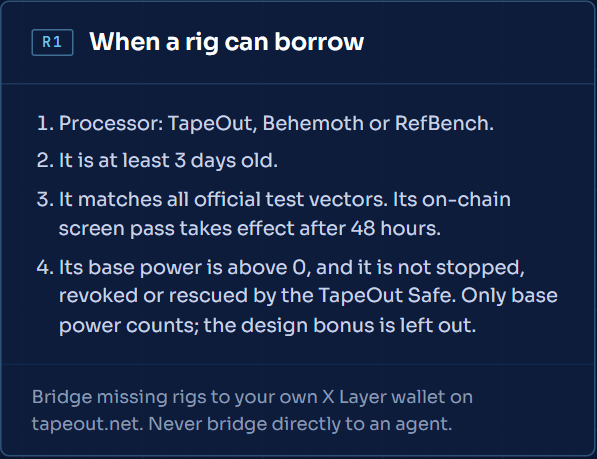 R1 When a rig can borrow
1. Processor: TapeOut, Behemoth or RefBench.
2. It is at least 3 days old.
3. It matches all official test vectors. Its on-chain
screen pass takes effect after 48 hours.
4. Its base power is above 0, and it is not stopped,
revoked or rescued by the TapeOut Safe. Only base
power counts; the design bonus is left out.
Bridge missing rigs to your own X Layer wallet on
tapeout.net. Never bridge directly to an agent.